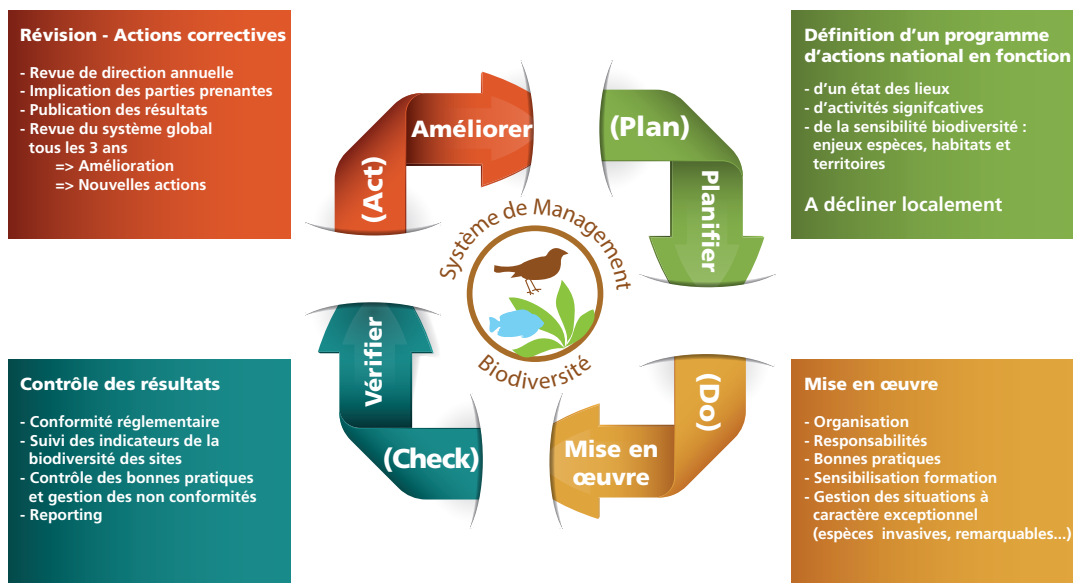 Révision - Actions correctives
- Revue de direction annuelle
- Implication des parties prenantes
- Publication des résultats
- Revue du système global
tous les 3 ans
=> Amélioration
=> Nouvelles actions
(Act)
Améliorer
(Plan)
Planifier
Définition d'un programme
d'actions national en fonction
- d'un état des lieux
- d'activités signifcatives
- de la sensibilité biodiversité :
enjeux espèces, habitats et
territoires
A décliner localement
Système de Management
Biodiversité
Contrôle des résultats
- Conformité réglementaire
- Suivi des indicateurs de la
biodiversité des sites
- Contrôle des bonnes pratiques
et gestion des non conformités
- Reporting
Vérifier
(Check)
(Do)
Mise en
œuvre
Mise en œuvre
- Organisation
- Responsabilités
- Bonnes pratiques
- Sensibilisation formation
- Gestion des situations à
caractère exceptionnel
(espèces invasives, remarquables...)